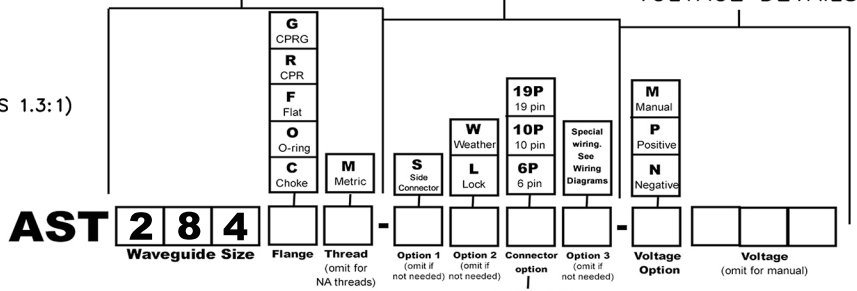 VOLTAGE DETAILS
G
CPRG
R
CPR
F
Flat
O
O-ring
C
Choke
S 1.3:1)
M
Metric
S
Side
Connector
W
Weather
L
Lock
19P
19 pin
10P
10 pin
6P
6 pin
Special
wiring.
See
Wiring
Diagrams
M
Manual
P
Positive
N
Negative
AST 2 8 4 - -
Waveguide Size
Flange
Thread
(omit for
NA threads)
Option 1
(omit if
not needed)
Option 2
(omit if
not needed)
Connector
option
Option 3
(omit if
not needed)
Voltage
Option
Voltage
(omit for manual)